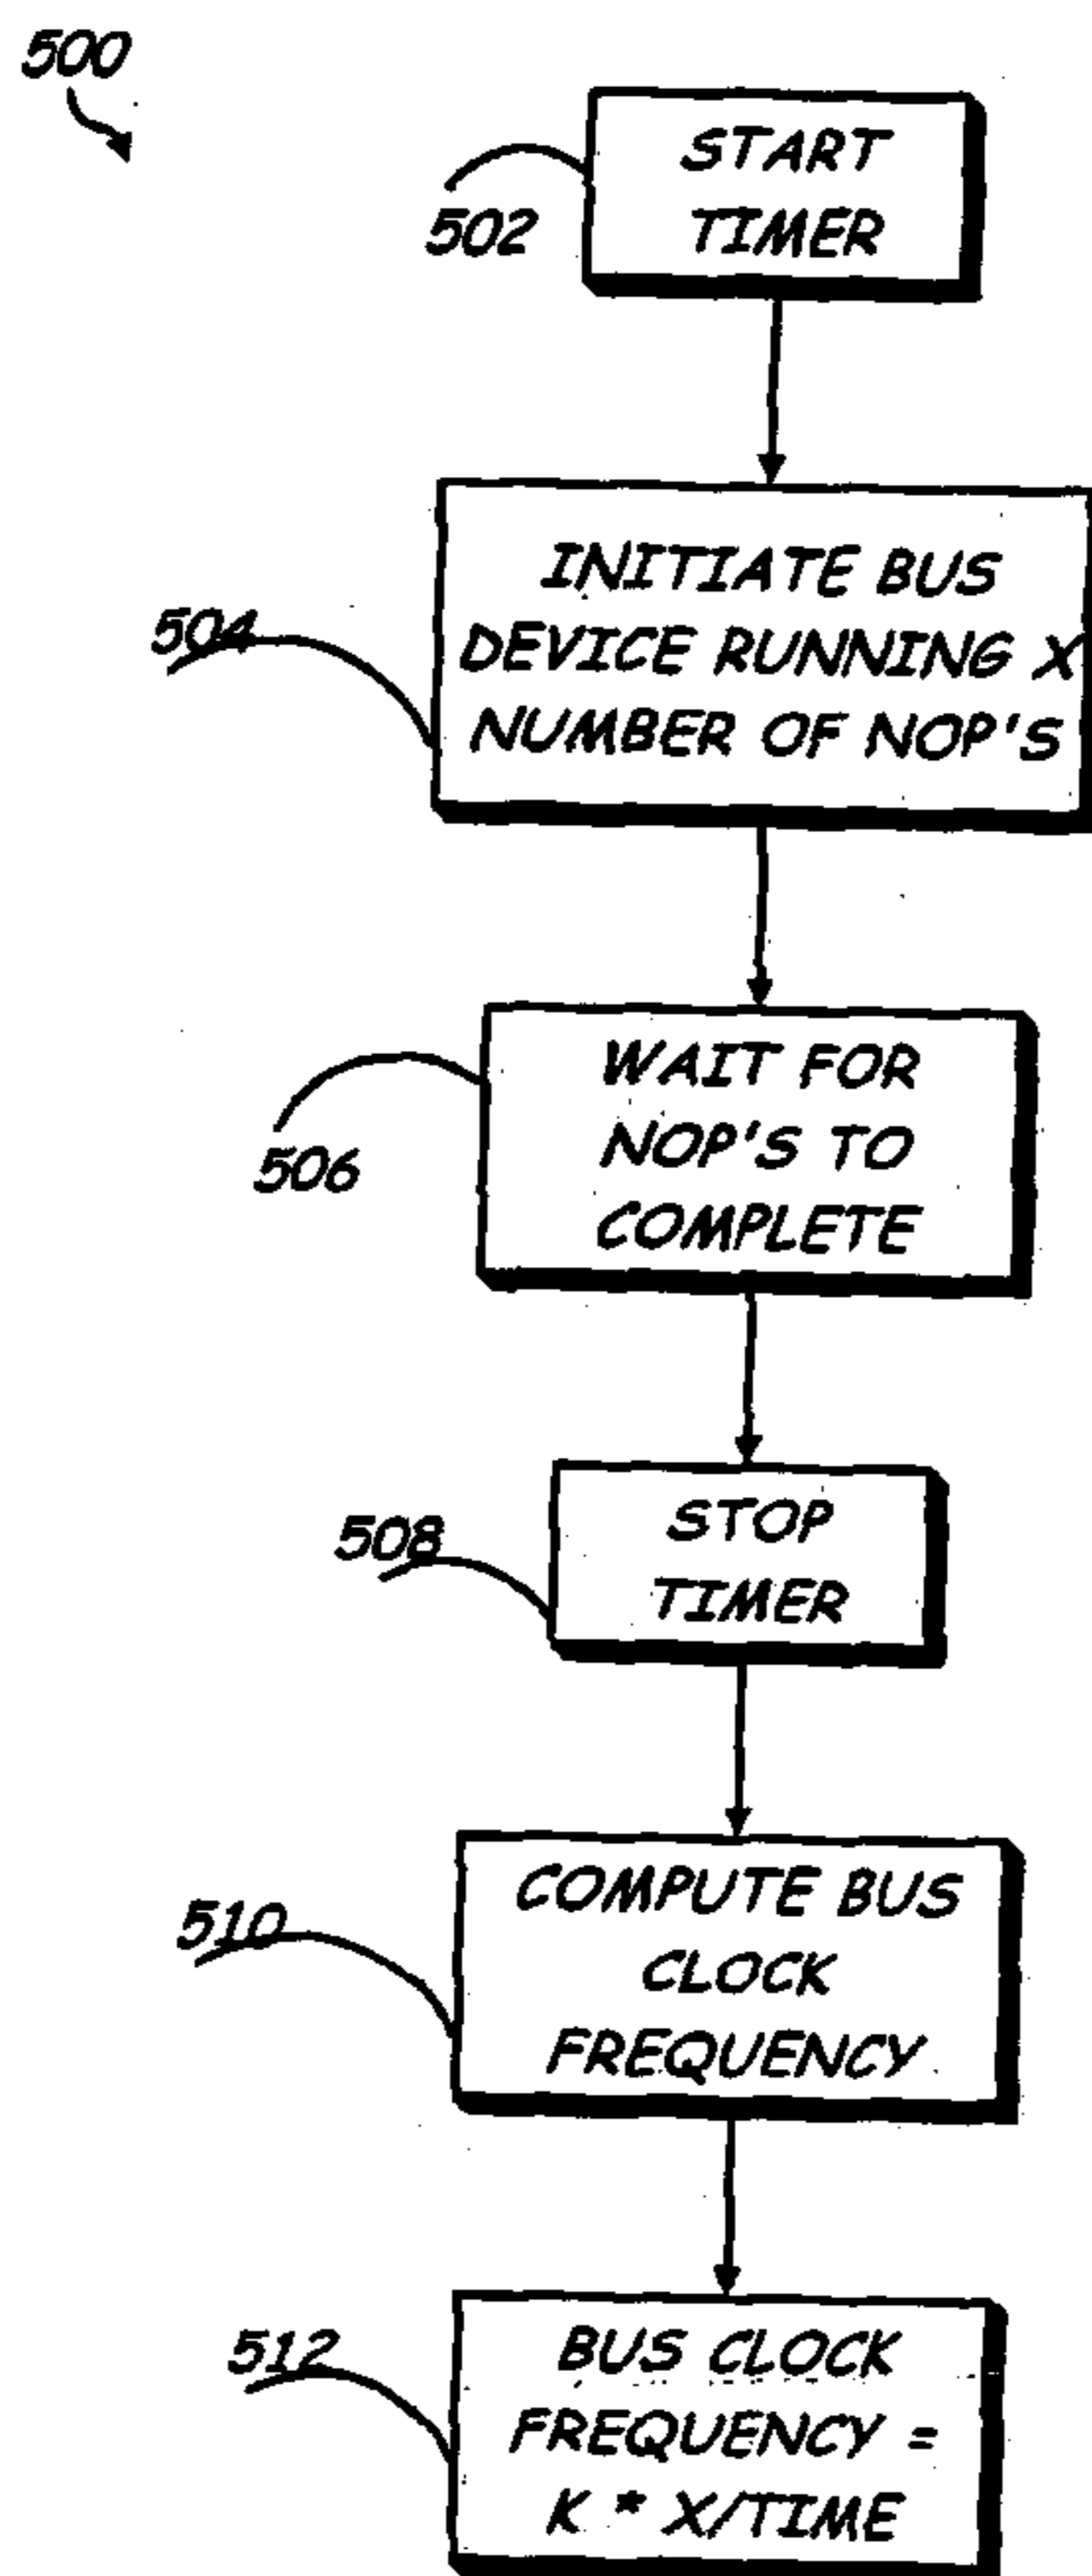 500
START
TIMER
502
INITIATE BUS
DEVICE RUNNING X
NUMBER OF NOP'S
504
WAIT FOR
NOP'S TO
COMPLETE
506
STOP
TIMER
508
COMPUTE BUS
CLOCK
FREQUENCY
510
BUS CLOCK
FREQUENCY =
K * X/TIME
512